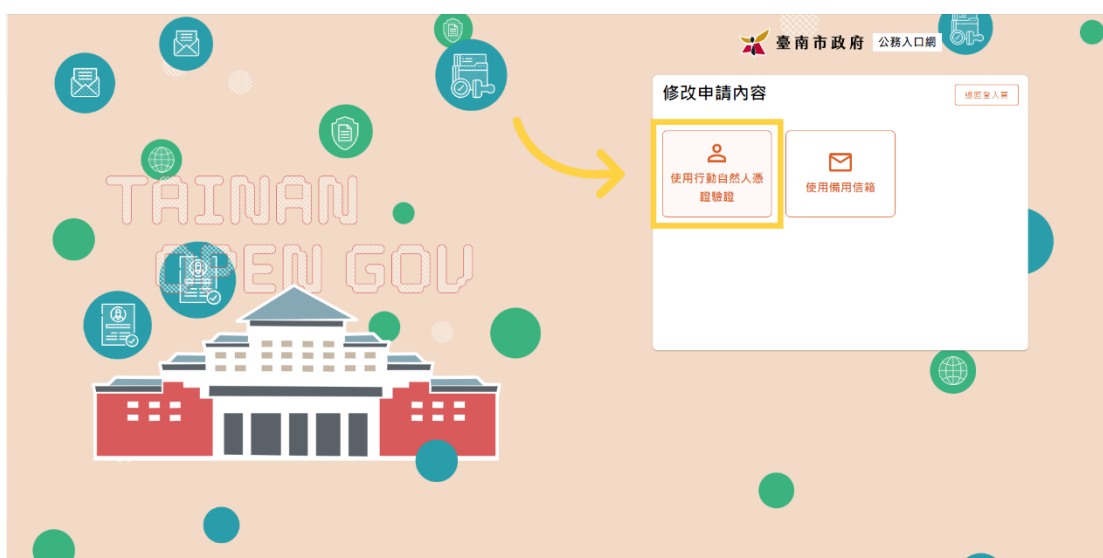 臺南市政府 公務入口網
修改申請內容
返回登入頁
使用行動自然人憑
證驗證
使用備用信箱
TAINAN
OPEN GOV